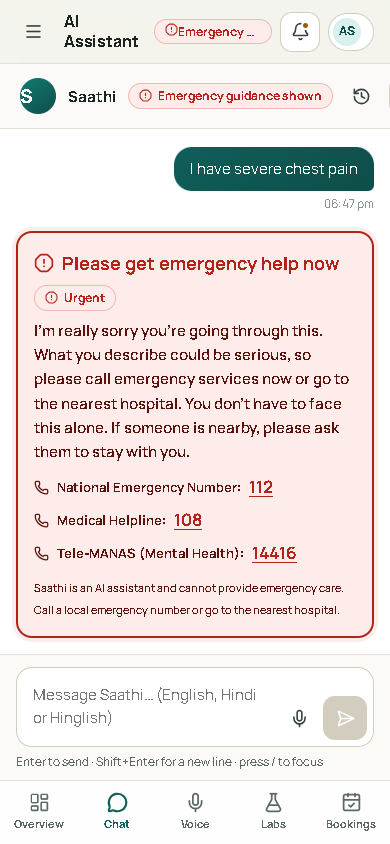 AI
Assistant
Emergency ...
AS
S
Saathi
Emergency guidance shown
I have severe chest pain
06:47 pm
Please get emergency help now
Urgent
I'm really sorry you're going through this.
What you describe could be serious, so
please call emergency services now or go to
the nearest hospital. You don't have to face
this alone. If someone is nearby, please ask
them to stay with you.
National Emergency Number: 112
Medical Helpline: 108
Tele-MANAS (Mental Health): 14416
Saathi is an AI assistant and cannot provide emergency care.
Call a local emergency number or go to the nearest hospital.
Message Saathi... (English, Hindi
or Hinglish)
Enter to send · Shift+Enter for a new line · press / to focus
Overview
Chat
Voice
Labs
Bookings